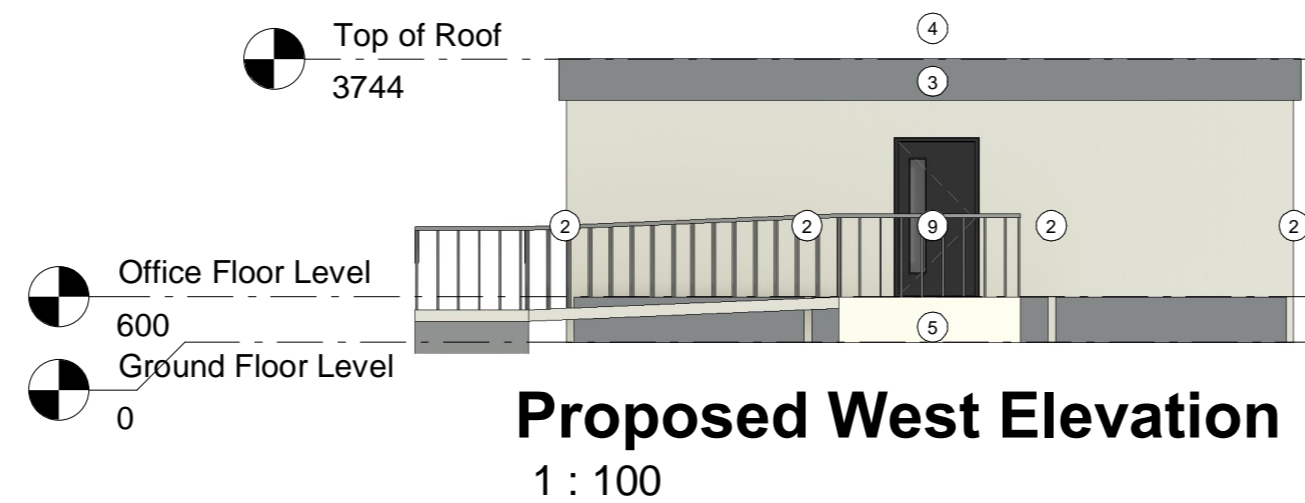 4
Top of Roof
3744
3
2 2 9 2 2
Office Floor Level
600
5
Ground Floor Level
0
Proposed West Elevation
1 : 100